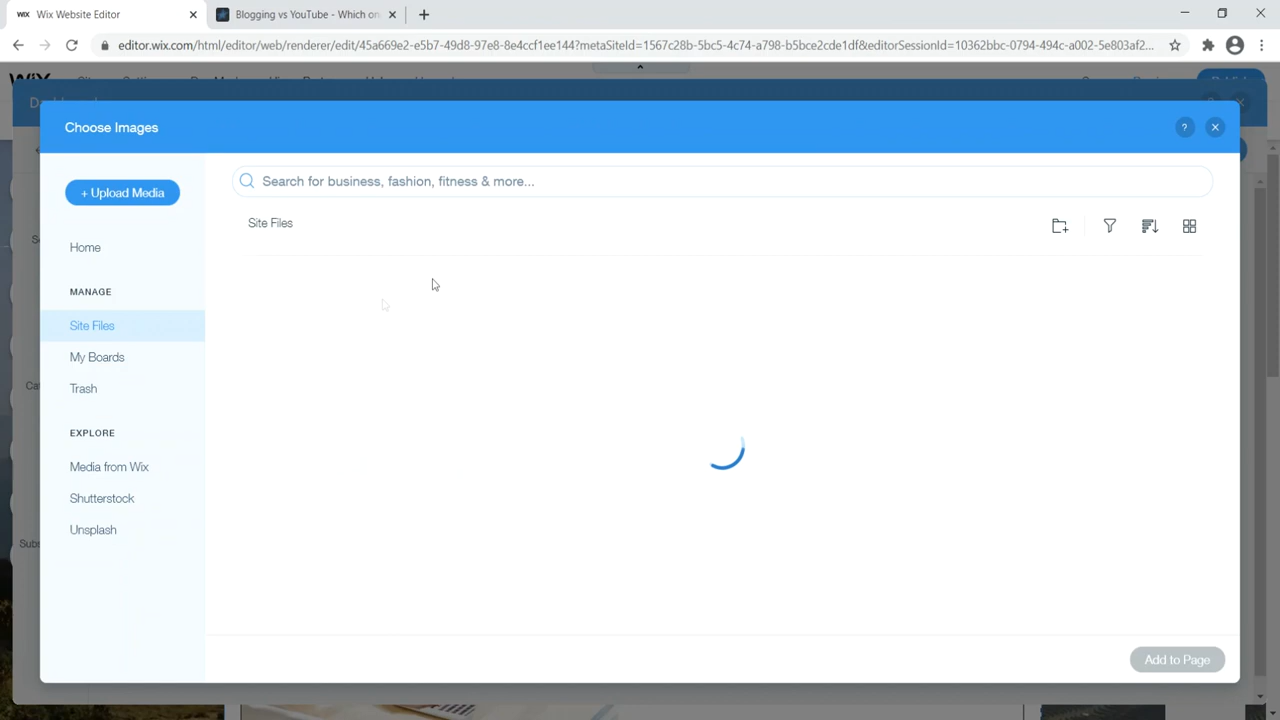 WIX Wix Website Editor
Blogging vs YouTube - Which on
editor.wix.com/html/editor/web/renderer/edit/45a669e2-e5b7-49d8-97e8-8e4ccf1ee144?metaSiteId=1567c28b-5bc5-4c74-a798-b5bce2cde1df&editorSessionId=10362bbc-0794-494c-a002-5e803af2...
WIX
Choose Images
?
+ Upload Media
Search for business, fashion, fitness & more...
Site Files
Home
MANAGE
Site Files
My Boards
Trash
EXPLORE
Media from Wix
Shutterstock
Unsplash
Add to Page